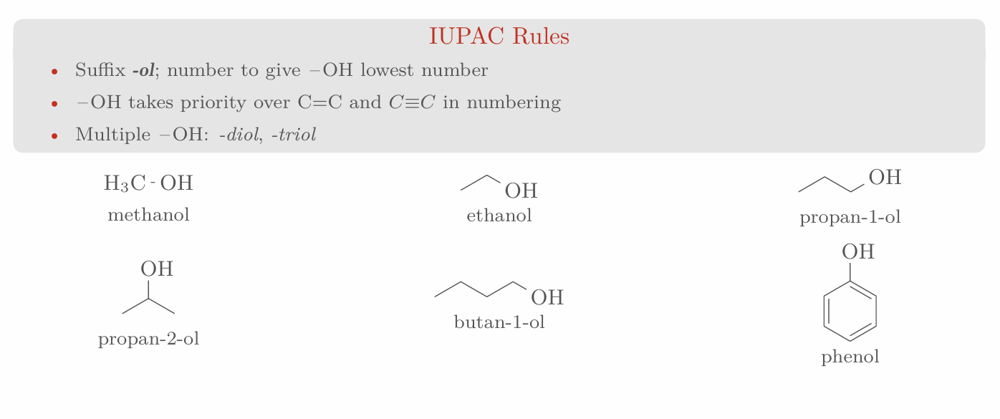 IUPAC Rules
• Suffix -ol; number to give –OH lowest number
• –OH takes priority over C=C and C≡C in numbering
• Multiple –OH: -diol, -triol
H₃C - OH
methanol
OH
ethanol
OH
propan-1-ol
OH
propan-2-ol
OH
butan-1-ol
OH
phenol